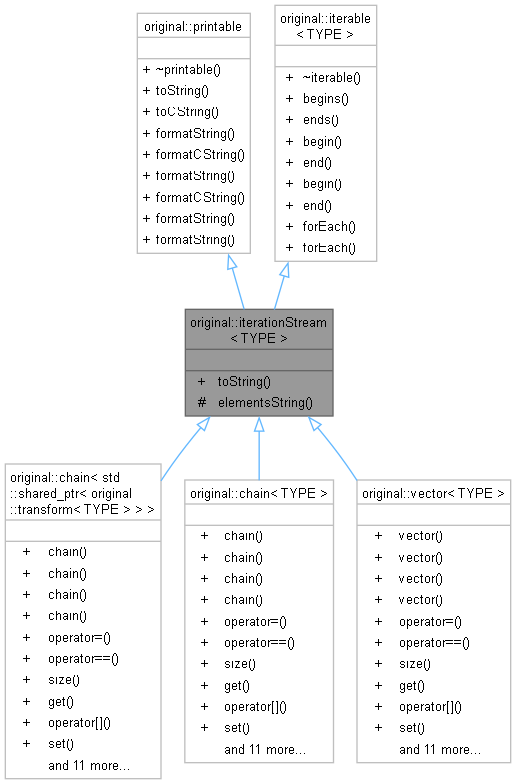 original::printable
+ ~printable()
+ toString()
+ toCString()
+ formatString()
+ formatCString()
+ formatString()
+ formatCString()
+ formatString()
+ formatString()
original::iterable
< TYPE >
+ ~iterable()
+ begins()
+ ends()
+ begin()
+ end()
+ begin()
+ end()
+ forEach()
+ forEach()
original::iterationStream
< TYPE >
+ toString()
# elementsString()
original::chain< std
::shared_ptr< original
::transform< TYPE > > >
+ chain()
+ chain()
+ chain()
+ chain()
+ operator=()
+ operator==()
+ size()
+ get()
+ operator[]()
+ set()
and 11 more...
original::chain< TYPE >
+ chain()
+ chain()
+ chain()
+ chain()
+ operator=()
+ operator==()
+ size()
+ get()
+ operator[]()
+ set()
and 11 more...
original::vector< TYPE >
+ vector()
+ vector()
+ vector()
+ vector()
+ operator=()
+ operator==()
+ size()
+ get()
+ operator[]()
+ set()
and 11 more...